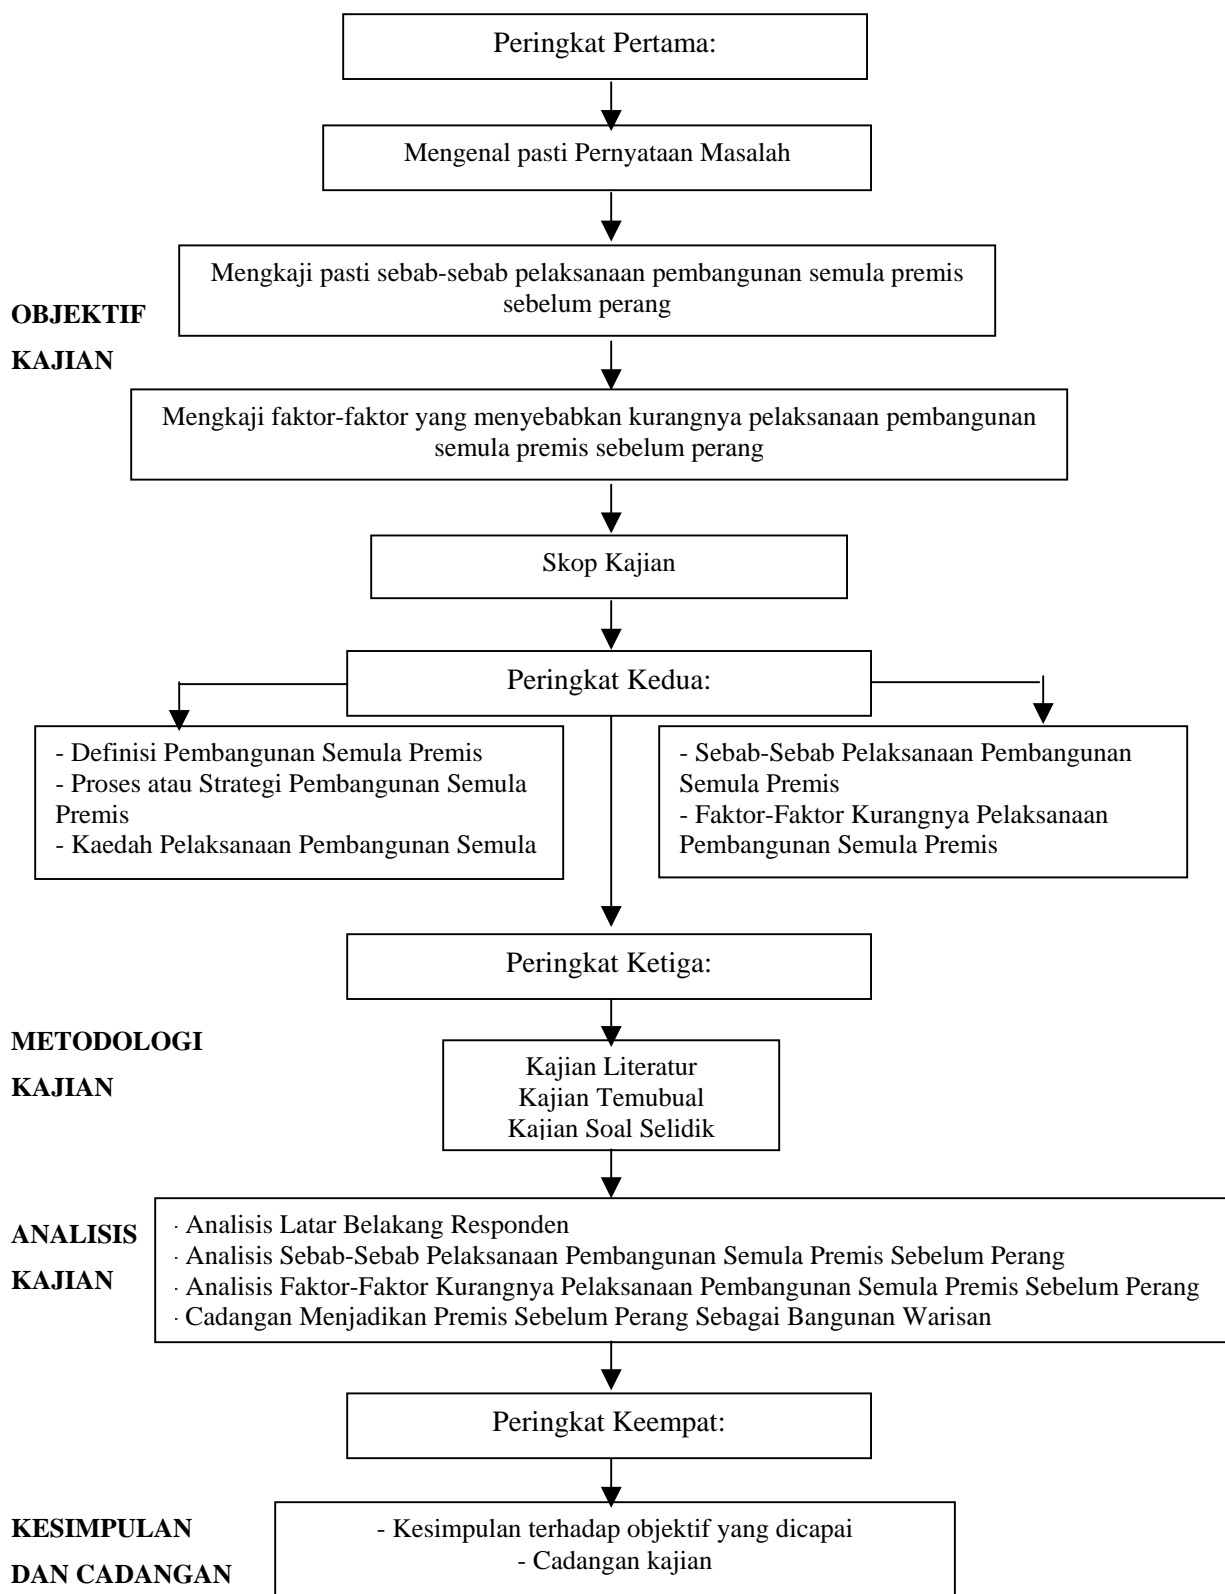 Peringkat Pertama:
Mengenal pasti Pernyataan Masalah
Mengkaji pasti sebab-sebab pelaksanaan pembangunan semula premis
sebelum perang
OBJEKTIF
KAJIAN
Mengkaji faktor-faktor yang menyebabkan kurangnya pelaksanaan pembangunan
semula premis sebelum perang
Skop Kajian
Peringkat Kedua:
- Definisi Pembangunan Semula Premis
- Proses atau Strategi Pembangunan Semula
Premis
- Kaedah Pelaksanaan Pembangunan Semula
- Sebab-Sebab Pelaksanaan Pembangunan
Semula Premis
- Faktor-Faktor Kurangnya Pelaksanaan
Pembangunan Semula Premis
Peringkat Ketiga:
METODOLOGI
KAJIAN
Kajian Literatur
Kajian Temubual
Kajian Soal Selidik
ANALISIS
KAJIAN
· Analisis Latar Belakang Responden
· Analisis Sebab-Sebab Pelaksanaan Pembangunan Semula Premis Sebelum Perang
· Analisis Faktor-Faktor Kurangnya Pelaksanaan Pembangunan Semula Premis Sebelum Perang
· Cadangan Menjadikan Premis Sebelum Perang Sebagai Bangunan Warisan
Peringkat Keempat:
KESIMPULAN
DAN CADANGAN
- Kesimpulan terhadap objektif yang dicapai
- Cadangan kajian